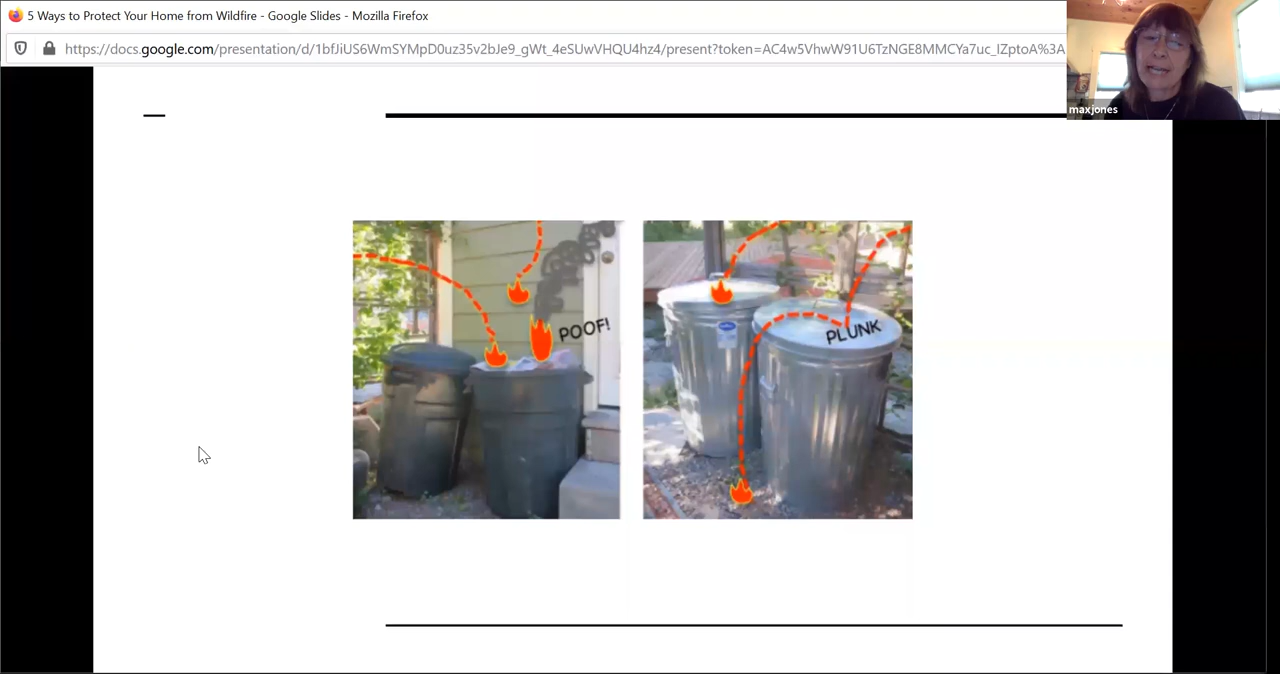 5 Ways to Protect Your Home from Wildfire - Google Slides - Mozilla Firefox
https://docs.google.com/presentation/d/1bfJiUS6WmSYMpD0uz35v2bJe9_gWt_4eSUwVHQU4hz4/present?token=AC4w5VhwW91U6TzNGE8MMCYa7uc_IZptoA%3A
maxjones
POOF!
PLUNK